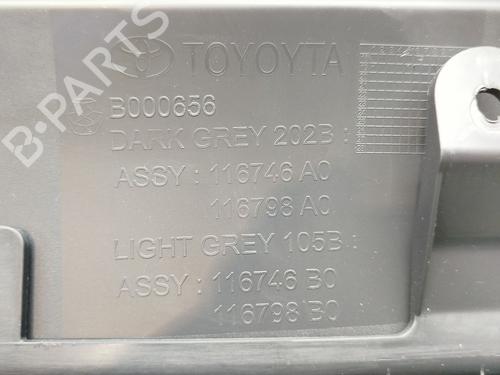 B-PARTS
TOYOYTA
B000656
DARK GREY 202B :
ASSY : 116746 A0
116798 A0
LIGHT GREY 105B :
ASSY : 116746 B0
116798 B0